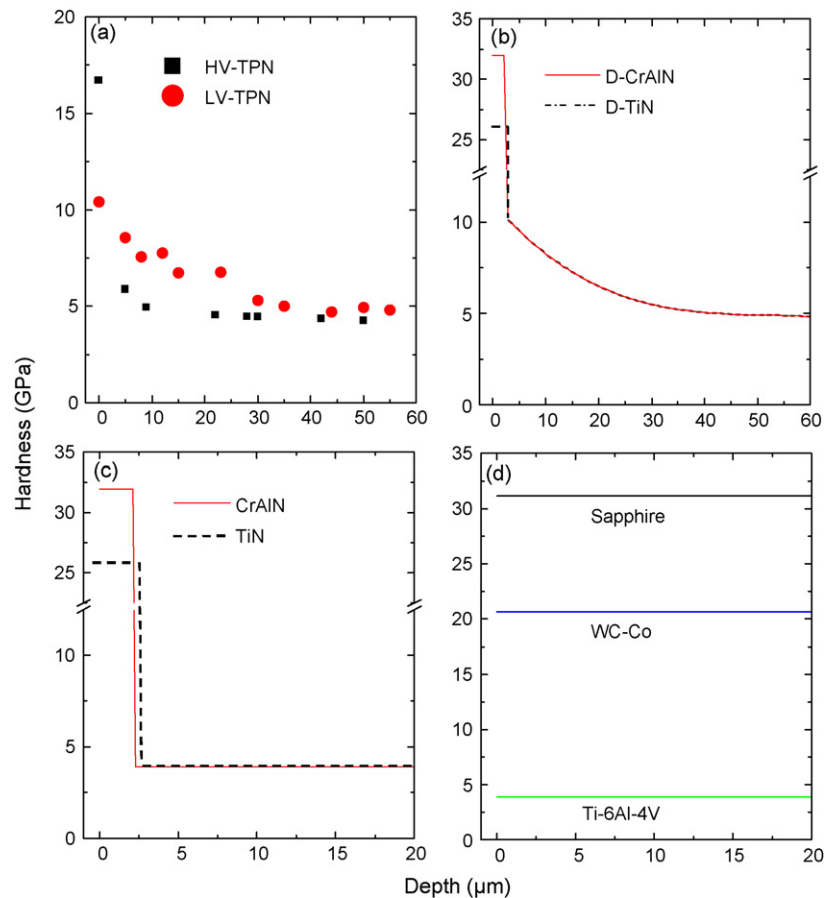 (a)
HV-TPN
LV-TPN
20
15
10
5
0
0 10 20 30 40 50 60
(b)
D-CrAlN
D-TiN
35
30
25
10
5
0
0 10 20 30 40 50 60
Hardness (GPa)
(c)
CrAlN
TiN
35
30
25
10
5
0
0 5 10 15 20
(d)
Sapphire
WC-Co
Ti-6Al-4V
35
30
25
20
15
10
5
0
0 5 10 15 20
Depth (µm)